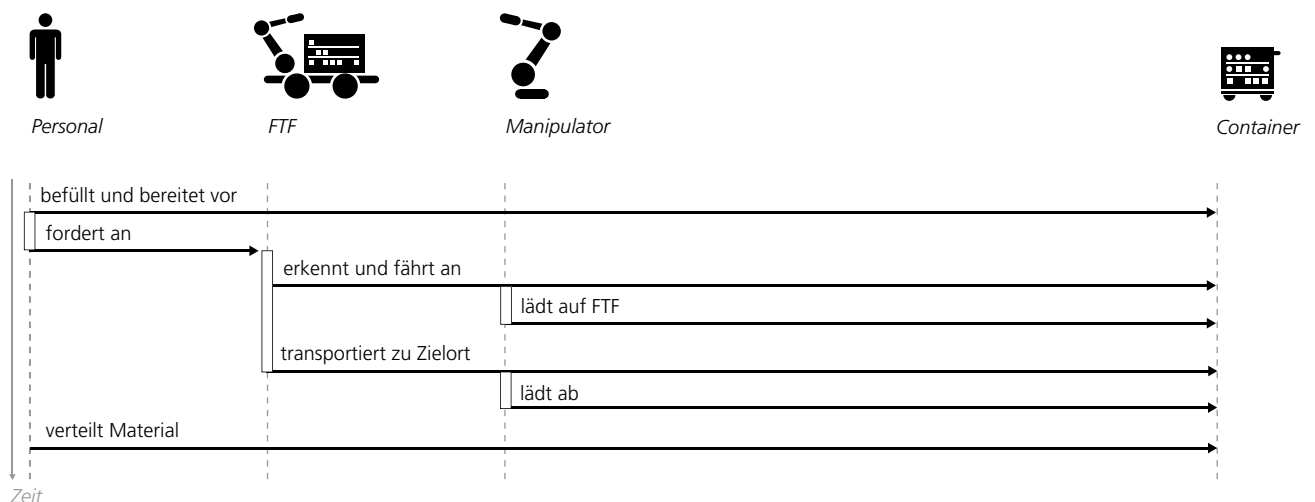 Personal
FTF
Manipulator
Container
befüllt und bereitet vor
fordert an
erkennt und fährt an
lädt auf FTF
transportiert zu Zielort
lädt ab
verteilt Material
Zeit